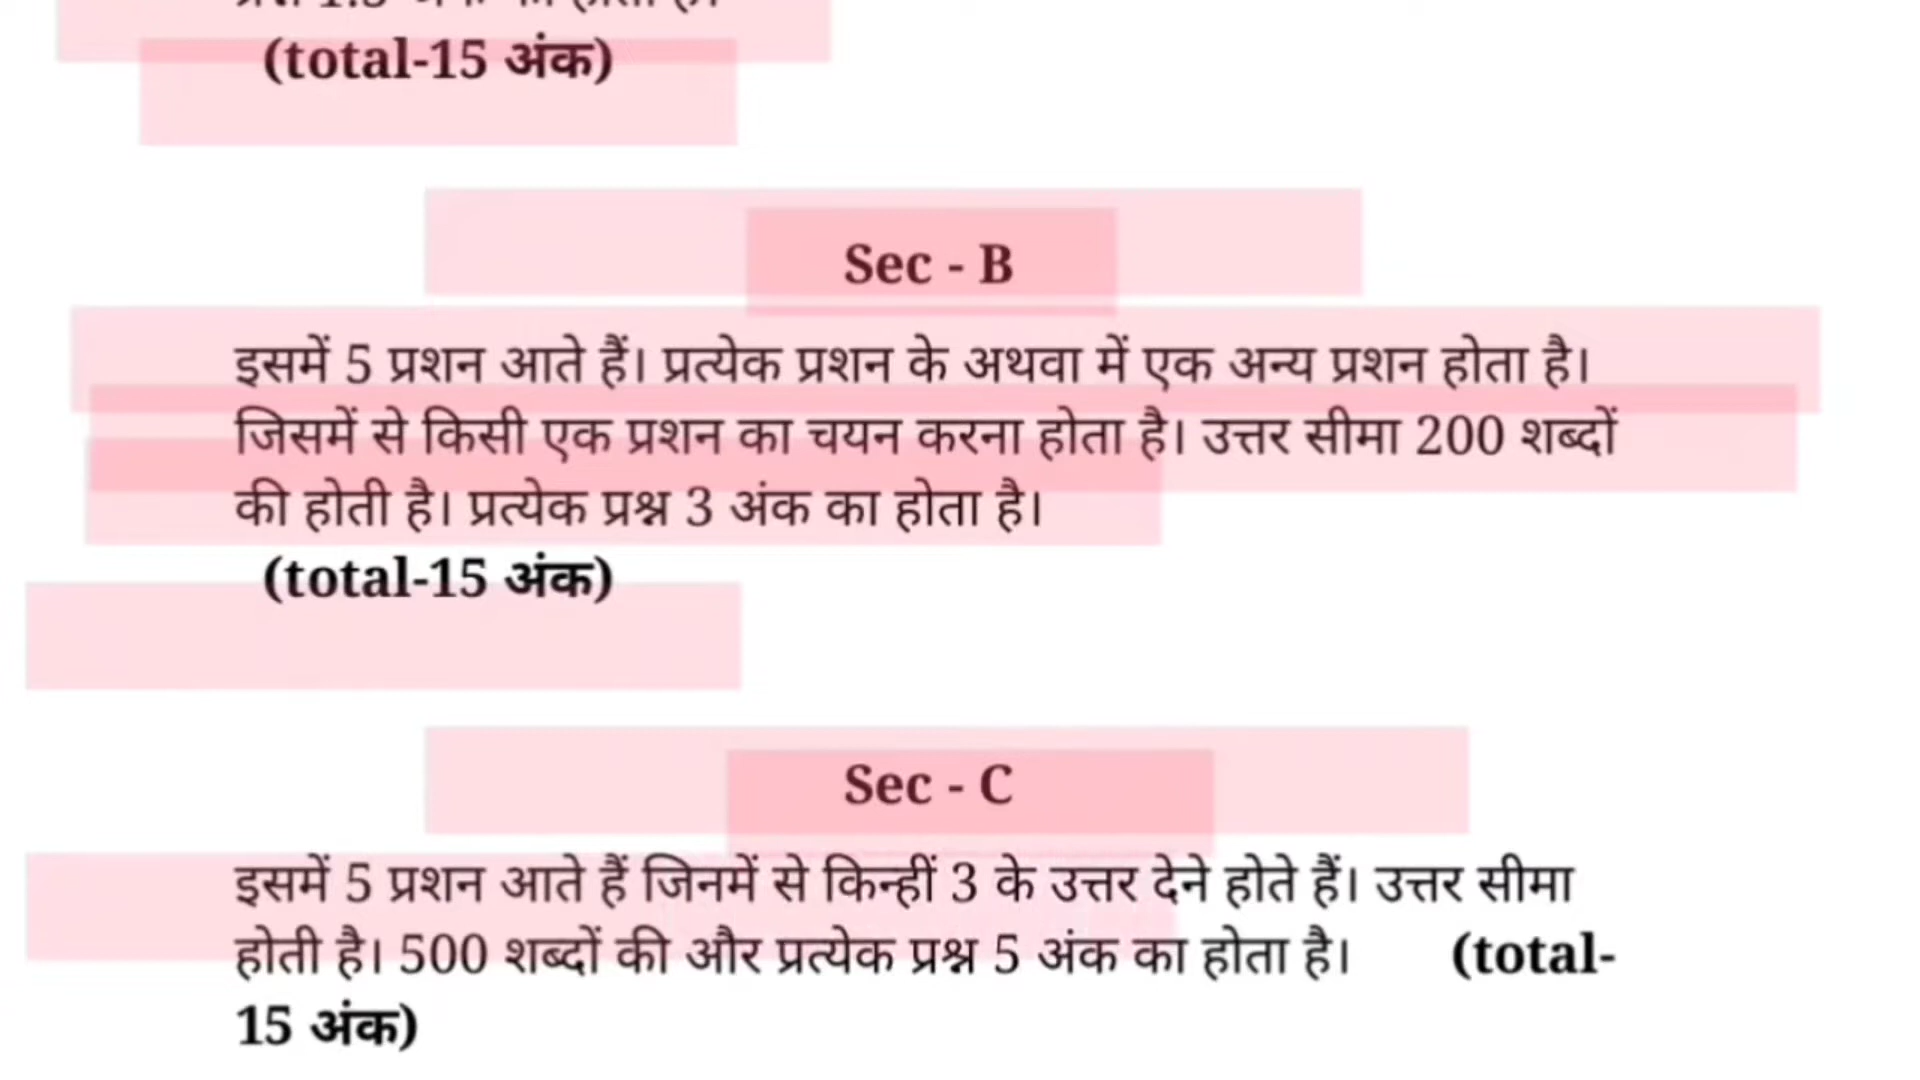 (total-15 अंक)
Sec - B
इसमें 5 प्रशन आते हैं। प्रत्येक प्रशन के अथवा में एक अन्य प्रशन होता है।
जिसमें से किसी एक प्रशन का चयन करना होता है। उत्तर सीमा 200 शब्दों
की होती है। प्रत्येक प्रश्न 3 अंक का होता है।
(total-15 अंक)
Sec - C
इसमें 5 प्रशन आते हैं जिनमें से किन्हीं 3 के उत्तर देने होते हैं। उत्तर सीमा
होती है। 500 शब्दों की और प्रत्येक प्रश्न 5 अंक का होता है। (total-
15 अंक)